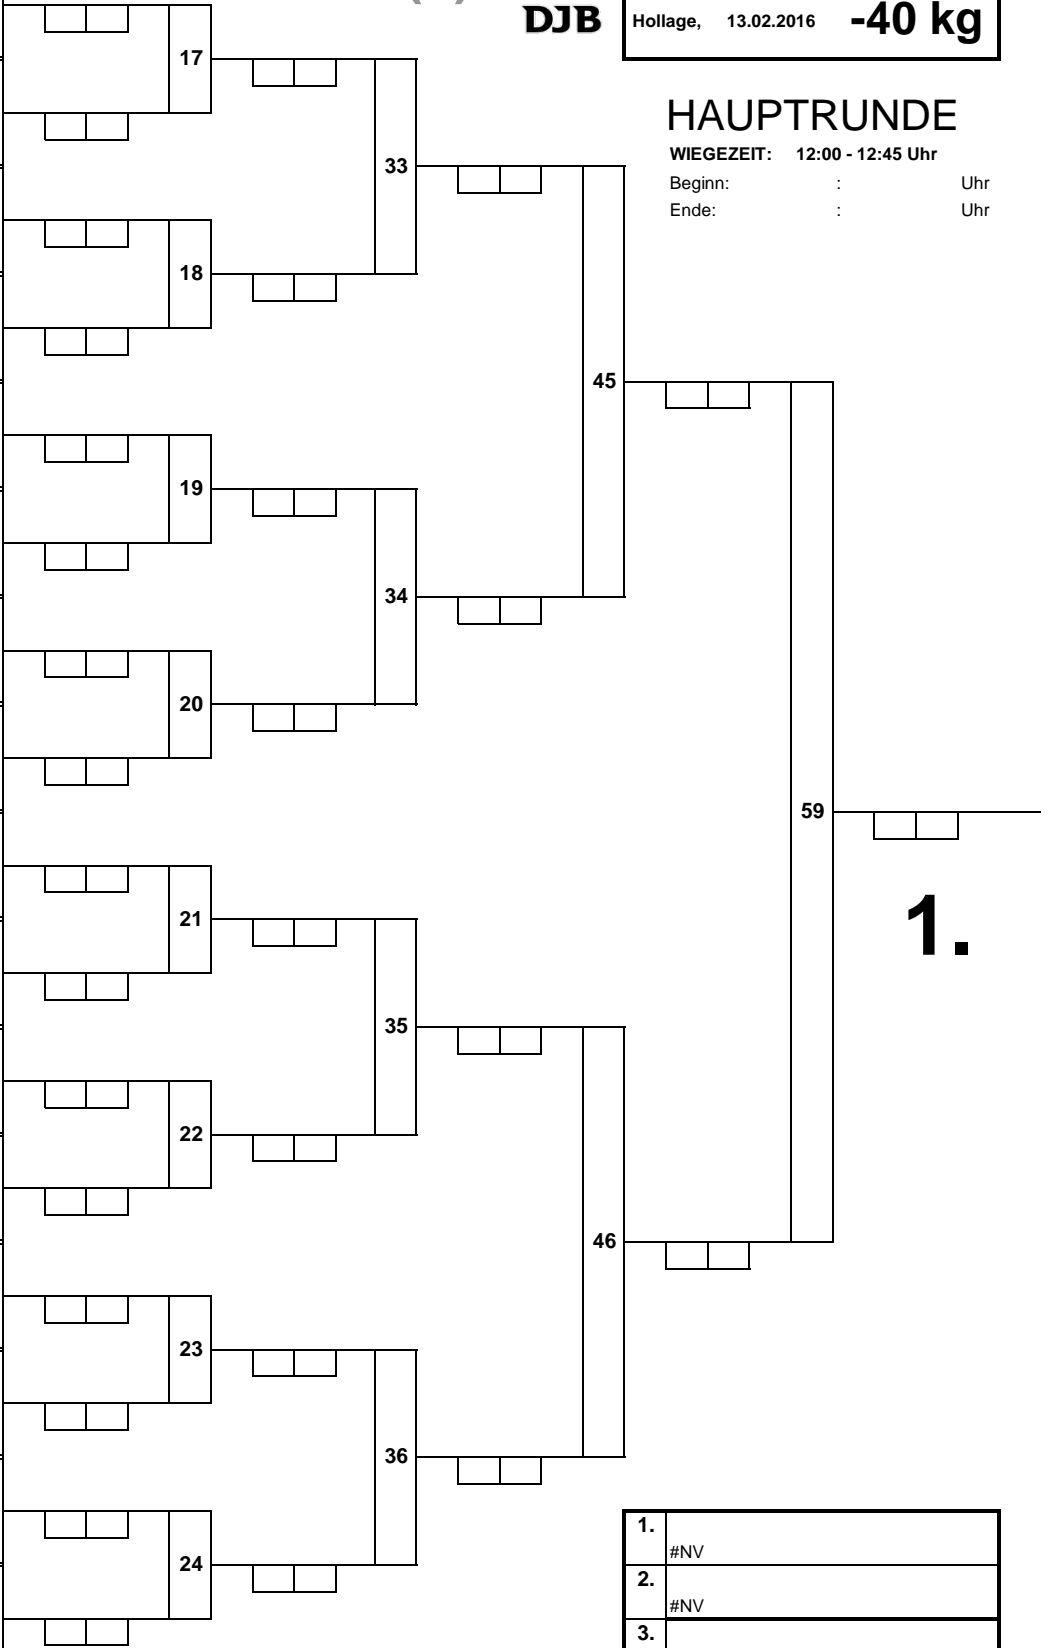 DJB
Hollage, 13.02.2016 -40 kg
17
HAUPTRUNDE
WIEGEZEIT: 12:00 - 12:45 Uhr
33
Beginn: : Uhr
Ende: : Uhr
18
45
19
34
20
59
21
1.
35
22
46
23
36
24
1.
#NV
2.
#NV
3.